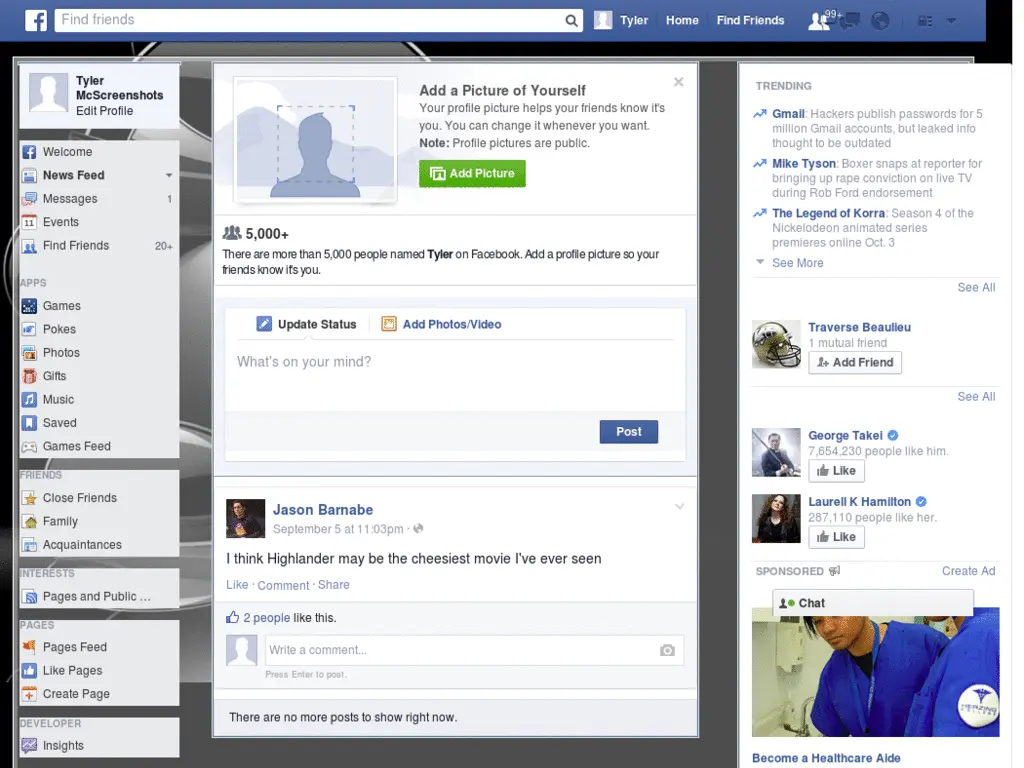 f
Find friends
Tyler
Home
Find Friends
99+
Tyler
McScreenshots
Edit Profile
Welcome
News Feed
Messages 1
11 Events
Find Friends 20+
APPS
Games
Pokes
Photos
Gifts
Music
Saved
Games Feed
FRIENDS
Close Friends
Family
Acquaintances
INTERESTS
Pages and Public ...
PAGES
Pages Feed
Like Pages
Create Page
DEVELOPER
Insights
Add a Picture of Yourself
Your profile picture helps your friends know it's
you. You can change it whenever you want.
Note: Profile pictures are public.
Add Picture
5,000+
There are more than 5,000 people named Tyler on Facebook. Add a profile picture so your
friends know it's you.
Update Status
Add Photos/Video
What's on your mind?
Post
Jason Barnabe
September 5 at 11:03pm ·
I think Highlander may be the cheesiest movie I've ever seen
Like · Comment · Share
2 people like this.
Write a comment...
Press Enter to post.
There are no more posts to show right now.
TRENDING
Gmail: Hackers publish passwords for 5
million Gmail accounts, but leaked info
thought to be outdated
Mike Tyson: Boxer snaps at reporter for
bringing up rape conviction on live TV
during Rob Ford endorsement
The Legend of Korra: Season 4 of the
Nickelodeon animated series
premieres online Oct. 3
See More
See All
Traverse Beaulieu
1 mutual friend
Add Friend
See All
George Takei
7,654,230 people like him.
Like
Laurell K Hamilton
287,110 people like her.
Like
SPONSORED
Create Ad
Chat
HERZING
COLLEGE
Become a Healthcare Aide